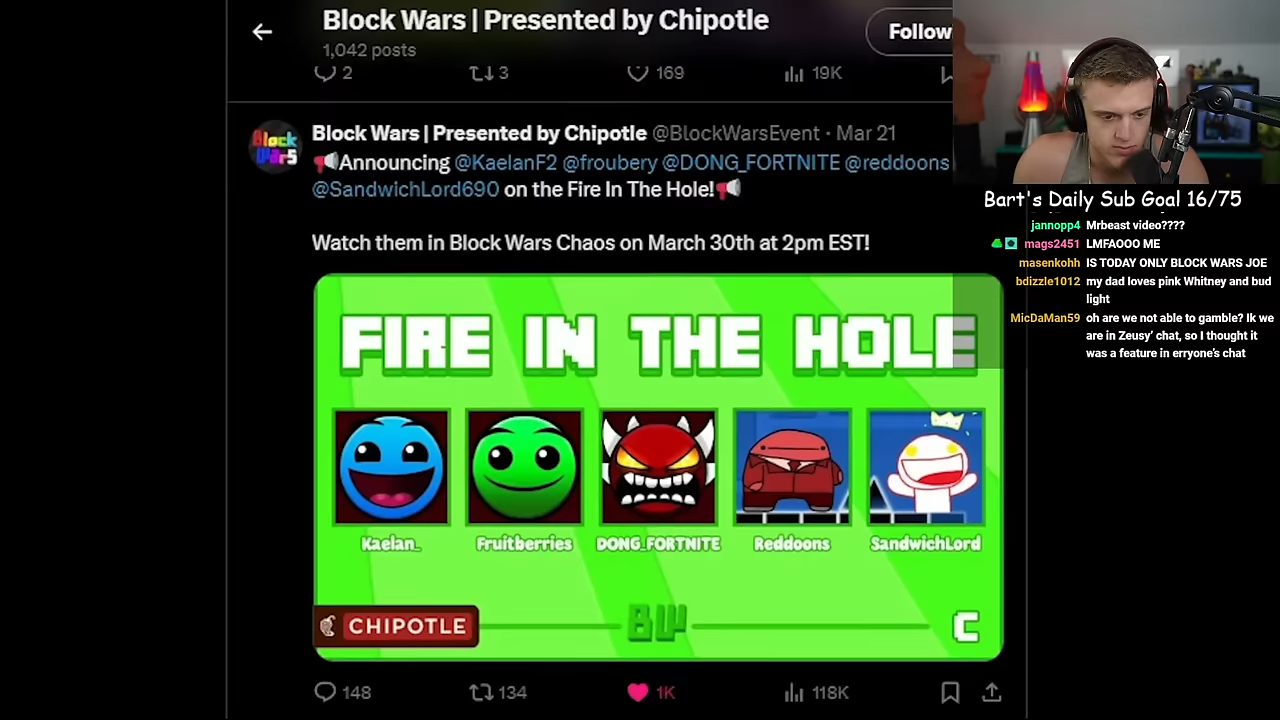 Block Wars | Presented by Chipotle
1,042 posts
Follow
2 3 169 19K
Block Wars | Presented by Chipotle @BlockWarsEvent · Mar 21
Announcing @KaelanF2 @froubery @DONG_FORTNITE @reddoons
@SandwichLord690 on the Fire In The Hole!
Watch them in Block Wars Chaos on March 30th at 2pm EST!
Block
Wars
FIRE IN THE HOLE
Kaelan_ Fruitberries DONG_FORTNITE Reddoons SandwichLord
CHIPOTLE
BW
C
148 134 1K 118K
Bart's Daily Sub Goal 16/75
jannopp4 Mrbeast video????
mags2451 LMFAOOO ME
masenkohh IS TODAY ONLY BLOCK WARS JOE
bdizzle1012 my dad loves pink Whitney and bud
light
MicDaMan59 oh are we not able to gamble? Ik we
are in Zeusy’ chat, so I thought it
was a feature in erryone’s chat